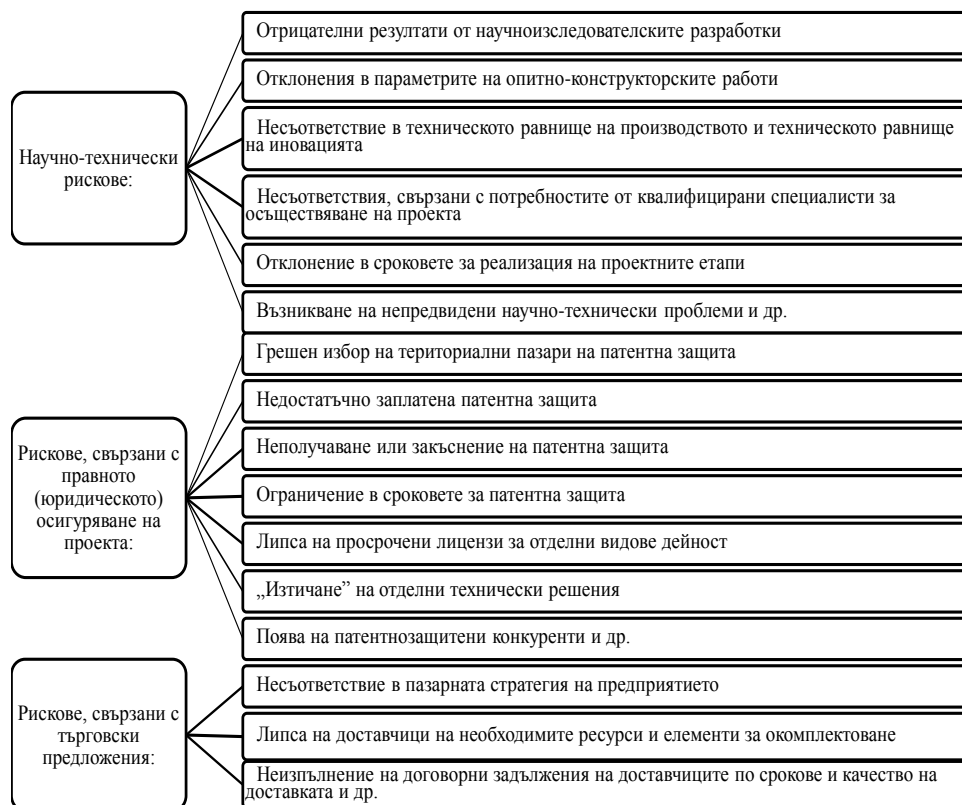 Научно-технически
рискове:
Отрицателни резултати от научноизследователските разработки
Отклонения в параметрите на опитно-конструкторските работи
Несъответствие в техническото равнище на производството и техническото равнище
на иновацията
Несъответствия, свързани с потребностите от квалифицирани специалисти за
осъществяване на проекта
Отклонение в сроковете за реализация на проектните етапи
Възникване на непредвидени научно-технически проблеми и др.
Рискове, свързани с
правното
(юридическото)
осигуряване на
проекта:
Грешен избор на териториални пазари на патентна защита
Недостатъчно заплатена патентна защита
Неполучаване или закъснение на патентна защита
Ограничение в сроковете за патентна защита
Липса на просрочени лицензи за отделни видове дейност
„Изтичане” на отделни технически решения
Поява на патентнозащитени конкуренти и др.
Рискове, свързани с
търговски
предложения:
Несъответствие в пазарната стратегия на предприятието
Липса на доставчици на необходимите ресурси и елементи за окомплектоване
Неизпълнение на договорни задължения на доставчиците по срокове и качество на
доставката и др.